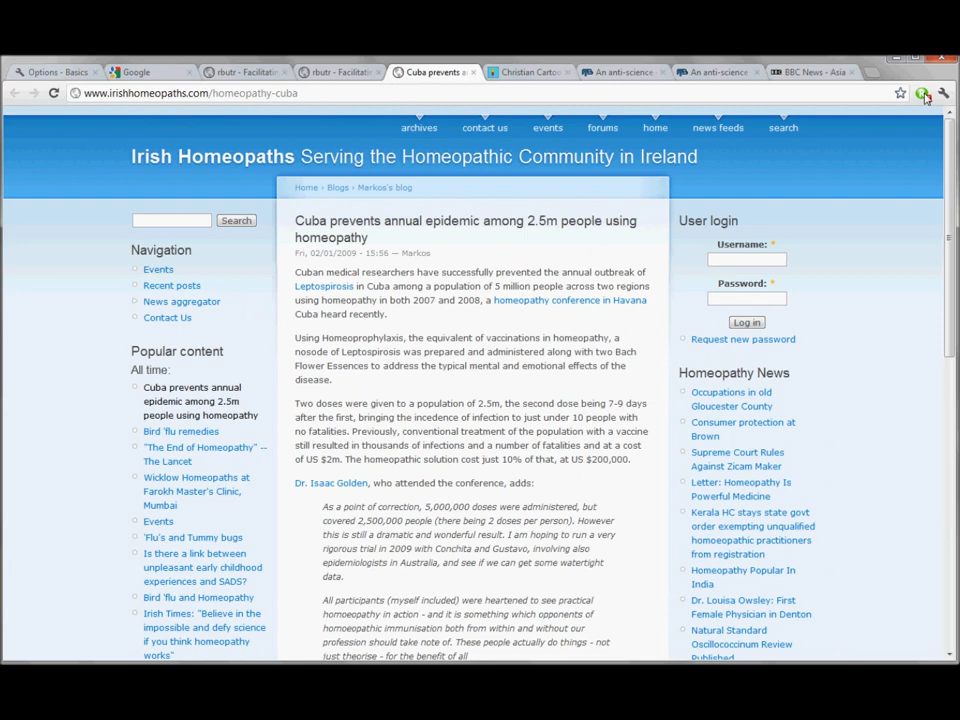 Options - Basics
Google
rbutr - Facilitatin
rbutr - Facilitatin
Cuba prevents a
Christian Cartoo
An anti-science
An anti-science
BBC News - Asia
www.irishhomeopaths.com/homeopathy-cuba
archives
contact us
events
forums
home
news feeds
search
Irish Homeopaths Serving the Homeopathic Community in Ireland
Home › Blogs › Markos's blog
Search
Navigation
Events
Recent posts
News aggregator
Contact Us
Popular content
All time:
Cuba prevents annual
epidemic among 2.5m
people using homeopathy
Bird 'flu remedies
"The End of Homeopathy" --
The Lancet
Wicklow Homeopaths at
Farokh Master's Clinic,
Mumbai
Events
'Flu's and Tummy bugs
Is there a link between
unpleasant early childhood
experiences and SADS?
Bird 'flu and Homeopathy
Irish Times: "Believe in the
impossible and defy science
if you think homeopathy
works"
Cuba prevents annual epidemic among 2.5m people using
homeopathy
Fri, 02/01/2009 - 15:56 — Markos
Cuban medical researchers have successfully prevented the annual outbreak of
Leptospirosis in Cuba among a population of 5 million people across two regions
using homeopathy in both 2007 and 2008, a homeopathy conference in Havana
Cuba heard recently.
Using Homeoprophylaxis, the equivalent of vaccinations in homeopathy, a
nosode of Leptospirosis was prepared and administered along with two Bach
Flower Essences to address the typical mental and emotional effects of the
disease.
Two doses were given to a population of 2.5m, the second dose being 7-9 days
after the first, bringing the incedence of infection to just under 10 people with
no fatalities. Previously, conventional treatment of the population with a vaccine
still resulted in thousands of infections and a number of fatalities and at a cost
of US $2m. The homeopathic solution cost just 10% of that, at US $200,000.
Dr. Isaac Golden, who attended the conference, adds:
As a point of correction, 5,000,000 doses were administered, but
covered 2,500,000 people (there being 2 doses per person). However
this is still a dramatic and wonderful result. I am hoping to run a very
rigorous trial in 2009 with Conchita and Gustavo, involving also
epidemiologists in Australia, and see if we can get some watertight
data.
All participants (myself included) were heartened to see practical
homeopathy in action - and it is something which opponents of
homoeopathic immunisation both from within and without our
profession should take note of. These people actually do things - not
just theorise - for the benefit of all
User login
Username: *
Password: *
Log in
Request new password
Homeopathy News
Occupations in old
Gloucester County
Consumer protection at
Brown
Supreme Court Rules
Against Zicam Maker
Letter: Homeopathy Is
Powerful Medicine
Kerala HC stays state govt
order exempting unqualified
homoeopathic practitioners
from registration
Homeopathy Popular In
India
Dr. Louisa Owsley: First
Female Physician in Denton
Natural Standard
Oscillococcinum Review
Published